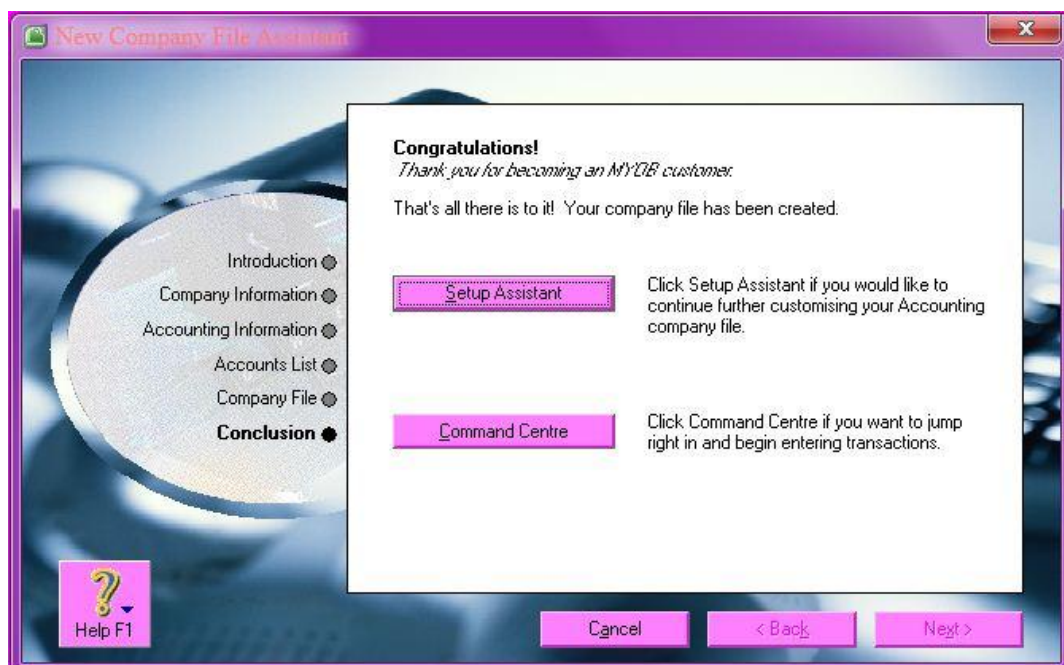 New Company File Assistant
Congratulations!
Thank you for becoming an MYOB customer.
That's all there is to it! Your company file has been created.
Introduction
Company Information
Accounting Information
Accounts List
Company File
Conclusion
Setup Assistant
Click Setup Assistant if you would like to
continue further customising your Accounting
company file.
Command Centre
Click Command Centre if you want to jump
right in and begin entering transactions.
Help F1
Cancel
< Back
Next >